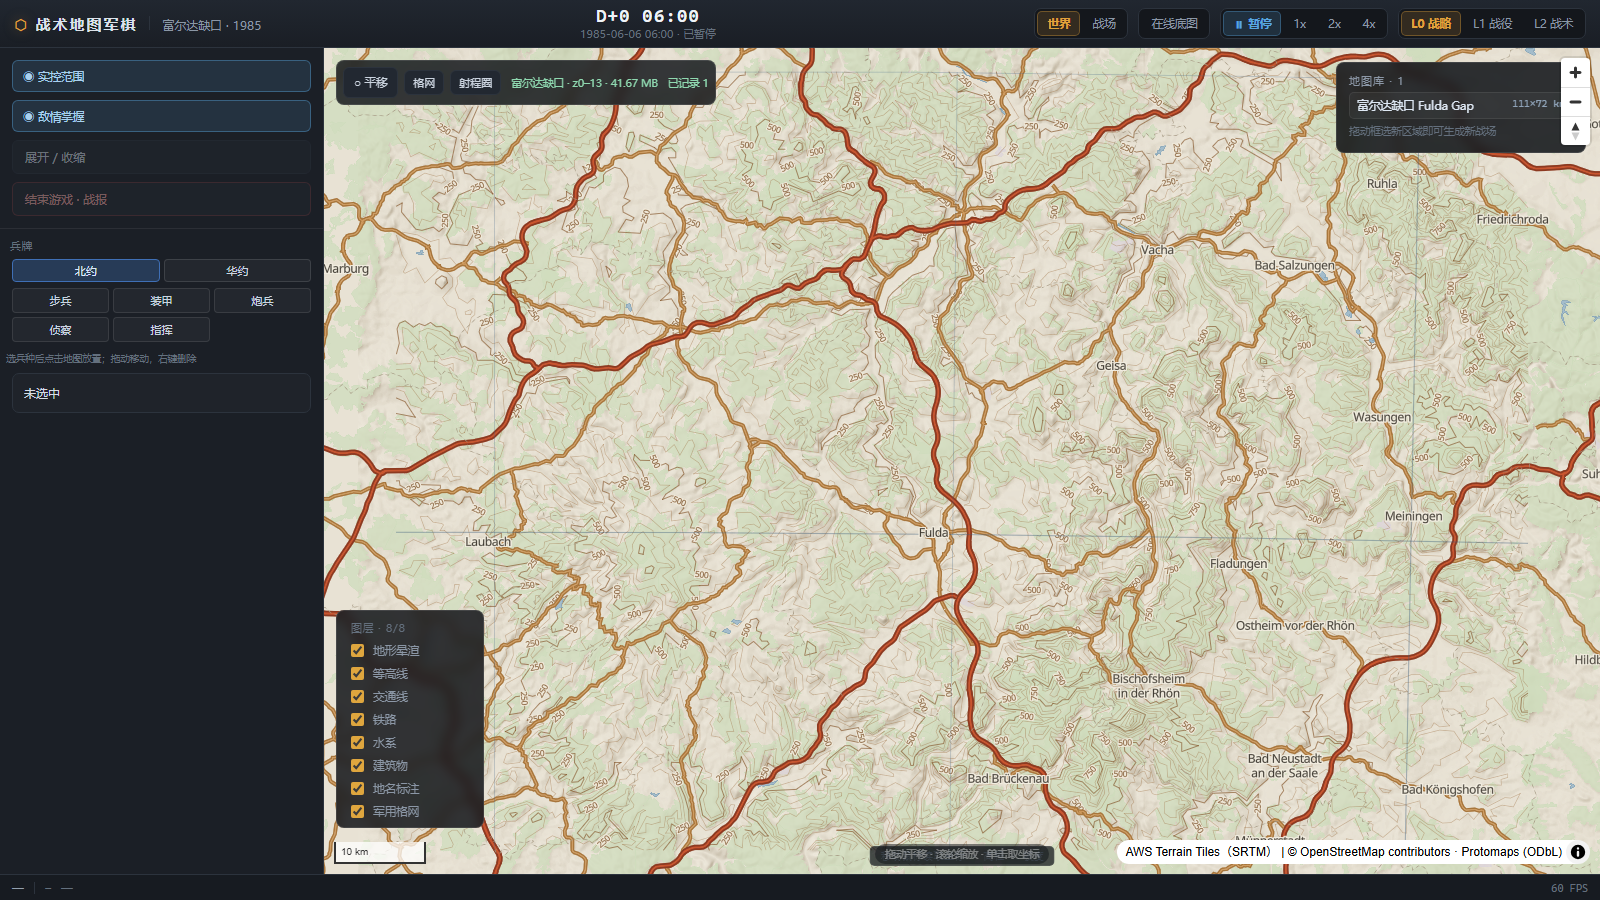 战术地图军棋
富尔达缺口 · 1985
D+0 06:00
1985-06-06 06:00 · 已暂停
世界 战场
在线底图
⏸ 暂停 1x 2x 4x
L0 战略 L1 战役 L2 战术
实控范围
敌情掌握
展开 / 收缩
结束游戏 · 战报
兵牌
北约 华约
步兵 装甲 炮兵
侦察 指挥
选兵种后点击地图放置；拖动移动，右键删除
未选中
平移 格网 射程圈 富尔达缺口 · z0–13 · 41.67 MB 已记录 1
地图库 · 1
富尔达缺口 Fulda Gap 111×72
拖动框选新区域即可生成新战场
Ruhla
Friedrichroda
Marburg
Vacha
Bad Salzungen
Geisa
Wasungen
Suh
Meiningen
Fulda
Laubach
Fladungen
Ostheim vor der Rhön
Hildb
Bischofsheim
in der Rhön
Bad Neustadt
an der Saale
Bad Brückenau
Bad Königshofen
Münnerstadt
图层 · 8/8
地形晕渲
等高线
交通线
铁路
水系
建筑物
地名标注
军用格网
10 km
拖动平移 · 滚轮缩放 · 单击取坐标
AWS Terrain Tiles（SRTM） | © OpenStreetMap contributors · Protomaps (ODbL)
— – —
60 FPS